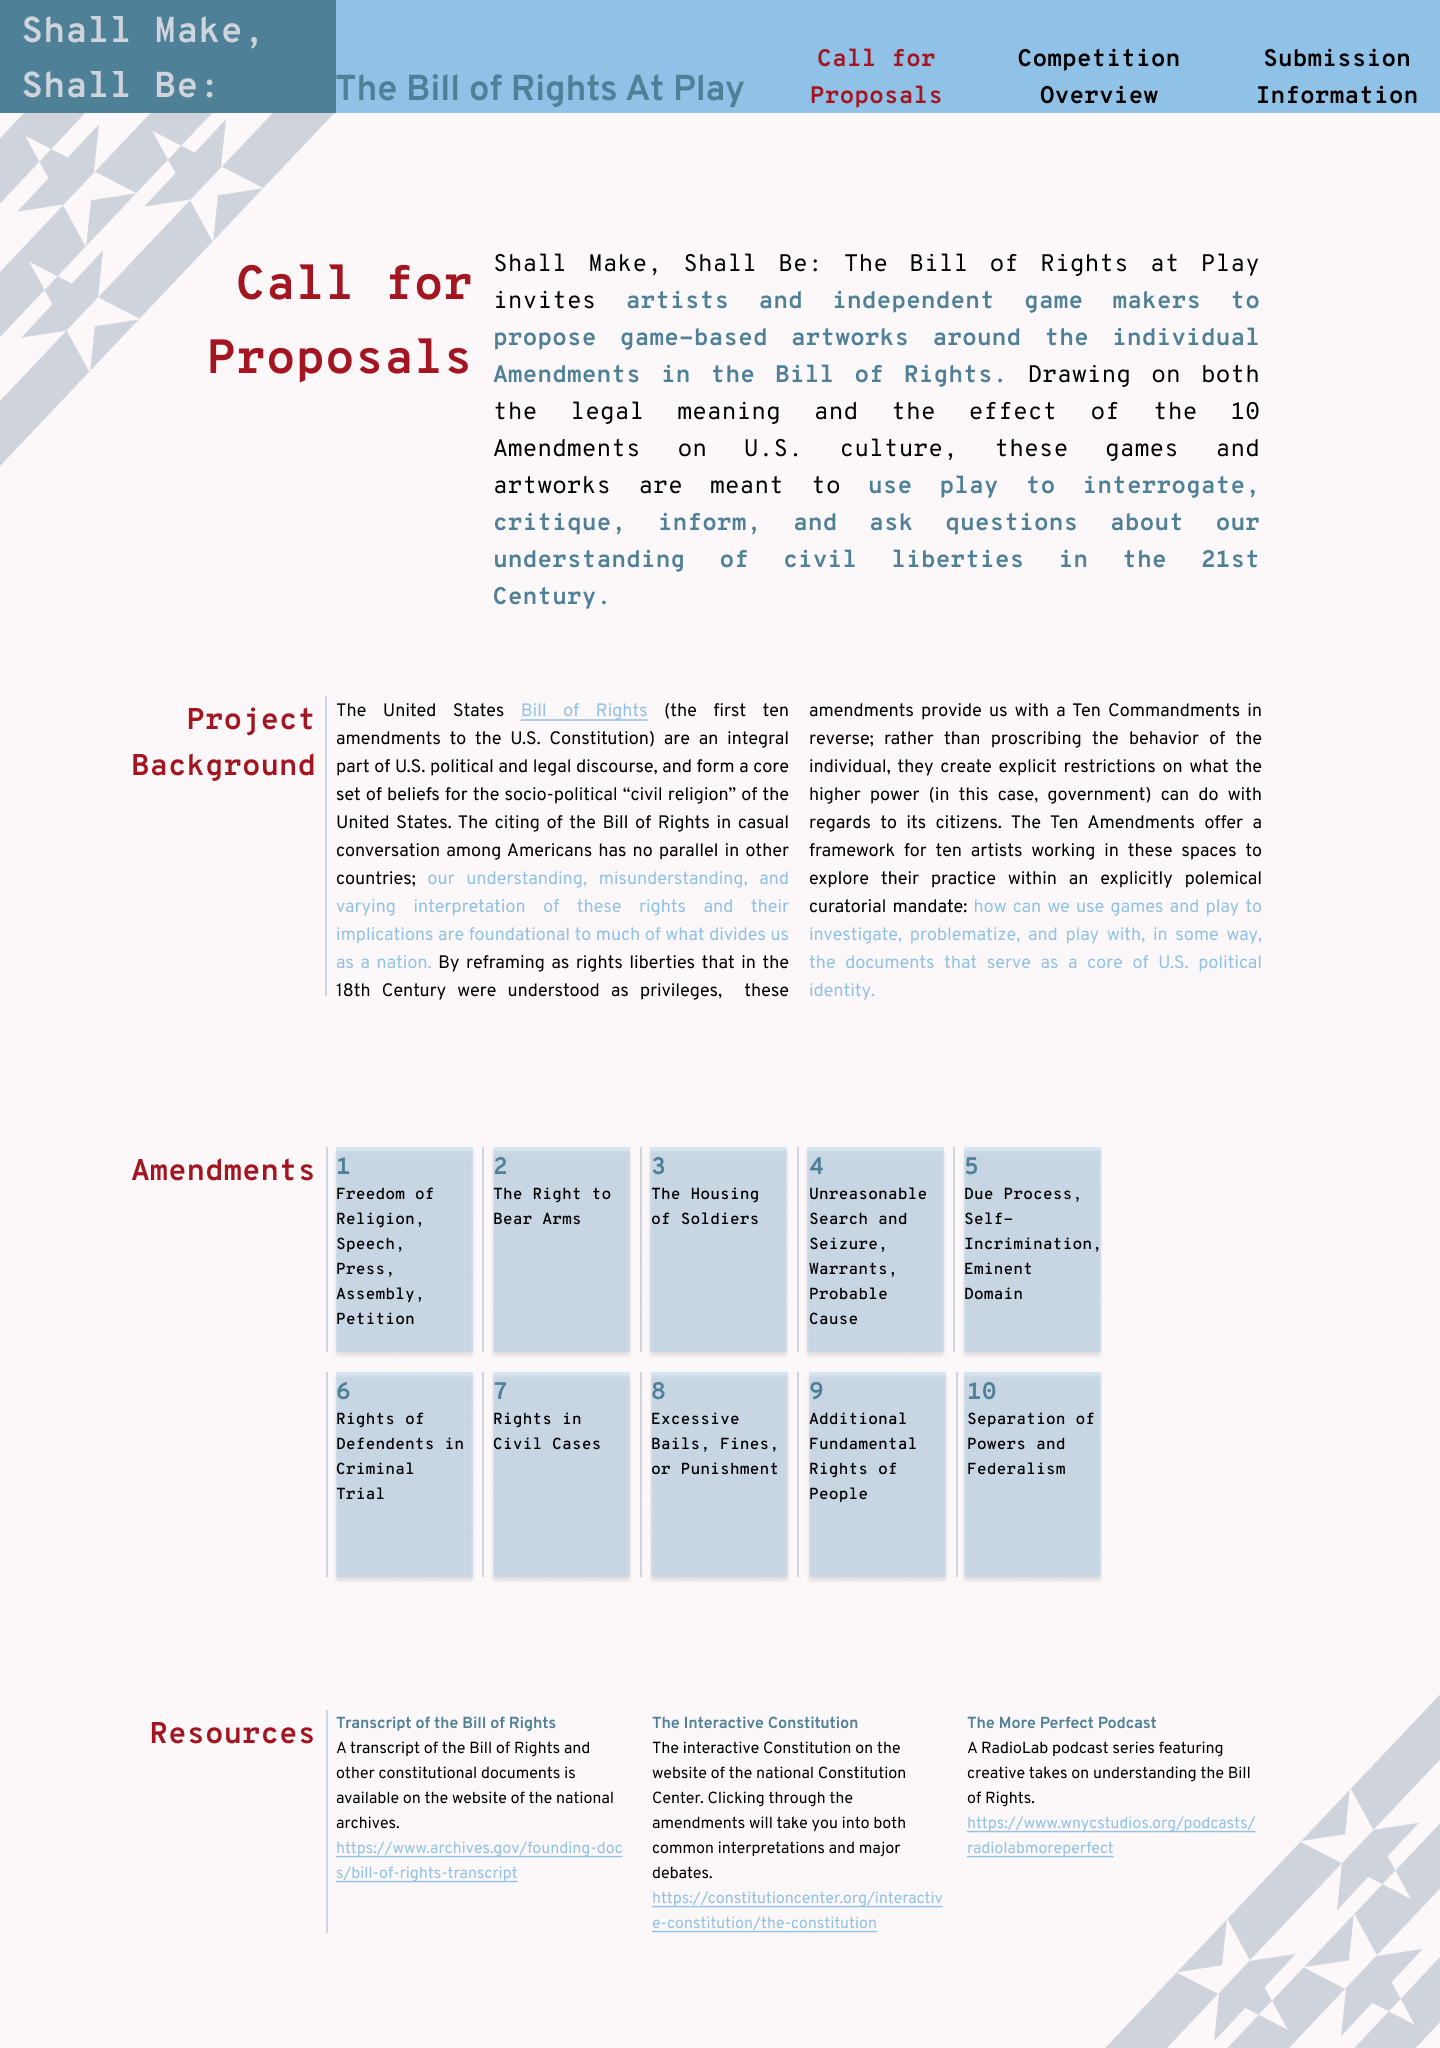 Shall Make,
Shall Be:
The Bill of Rights At Play
Call for
Proposals
Competition
Overview
Submission
Information
Call for
Proposals
Shall Make, Shall Be: The Bill of Rights at Play
invites artists and independent game makers to
propose game-based artworks around the individual
Amendments in the Bill of Rights. Drawing on both
the legal meaning and the effect of the 10
Amendments on U.S. culture, these games and
artworks are meant to use play to interrogate,
critique, inform, and ask questions about our
understanding of civil liberties in the 21st
Century.
Project
Background
The United States Bill of Rights (the first ten
amendments to the U.S. Constitution) are an integral
part of U.S. political and legal discourse, and form a core
set of beliefs for the socio-political “civil religion” of the
United States. The citing of the Bill of Rights in casual
conversation among Americans has no parallel in other
countries; our understanding, misunderstanding, and
varying interpretation of these rights and their
implications are foundational to much of what divides us
as a nation. By reframing as rights liberties that in the
18th Century were understood as privileges, these
amendments provide us with a Ten Commandments in
reverse; rather than proscribing the behavior of the
individual, they create explicit restrictions on what the
higher power (in this case, government) can do with
regards to its citizens. The Ten Amendments offer a
framework for ten artists working in these spaces to
explore their practice within an explicitly polemical
curatorial mandate: how can we use games and play to
investigate, problematize, and play with, in some way,
the documents that serve as a core of U.S. political
identity.
Amendments
1
Freedom of
Religion,
Speech,
Press,
Assembly,
Petition
2
The Right to
Bear Arms
3
The Housing
of Soldiers
4
Unreasonable
Search and
Seizure,
Warrants,
Probable
Cause
5
Due Process,
Self-
Incrimination,
Eminent
Domain
6
Rights of
Defendents in
Criminal
Trial
7
Rights in
Civil Cases
8
Excessive
Bails, Fines,
or Punishment
9
Additional
Fundamental
Rights of
People
10
Separation of
Powers and
Federalism
Resources
Transcript of the Bill of Rights
A transcript of the Bill of Rights and
other constitutional documents is
available on the website of the national
archives.
https://www.archives.gov/founding-doc
s/bill-of-rights-transcript
The Interactive Constitution
The interactive Constitution on the
website of the national Constitution
Center. Clicking through the
amendments will take you into both
common interpretations and major
debates.
https://constitutioncenter.org/interactiv
e-constitution/the-constitution
The More Perfect Podcast
A RadioLab podcast series featuring
creative takes on understanding the Bill
of Rights.
https://www.wnycstudios.org/podcasts/
radiolabmoreperfect